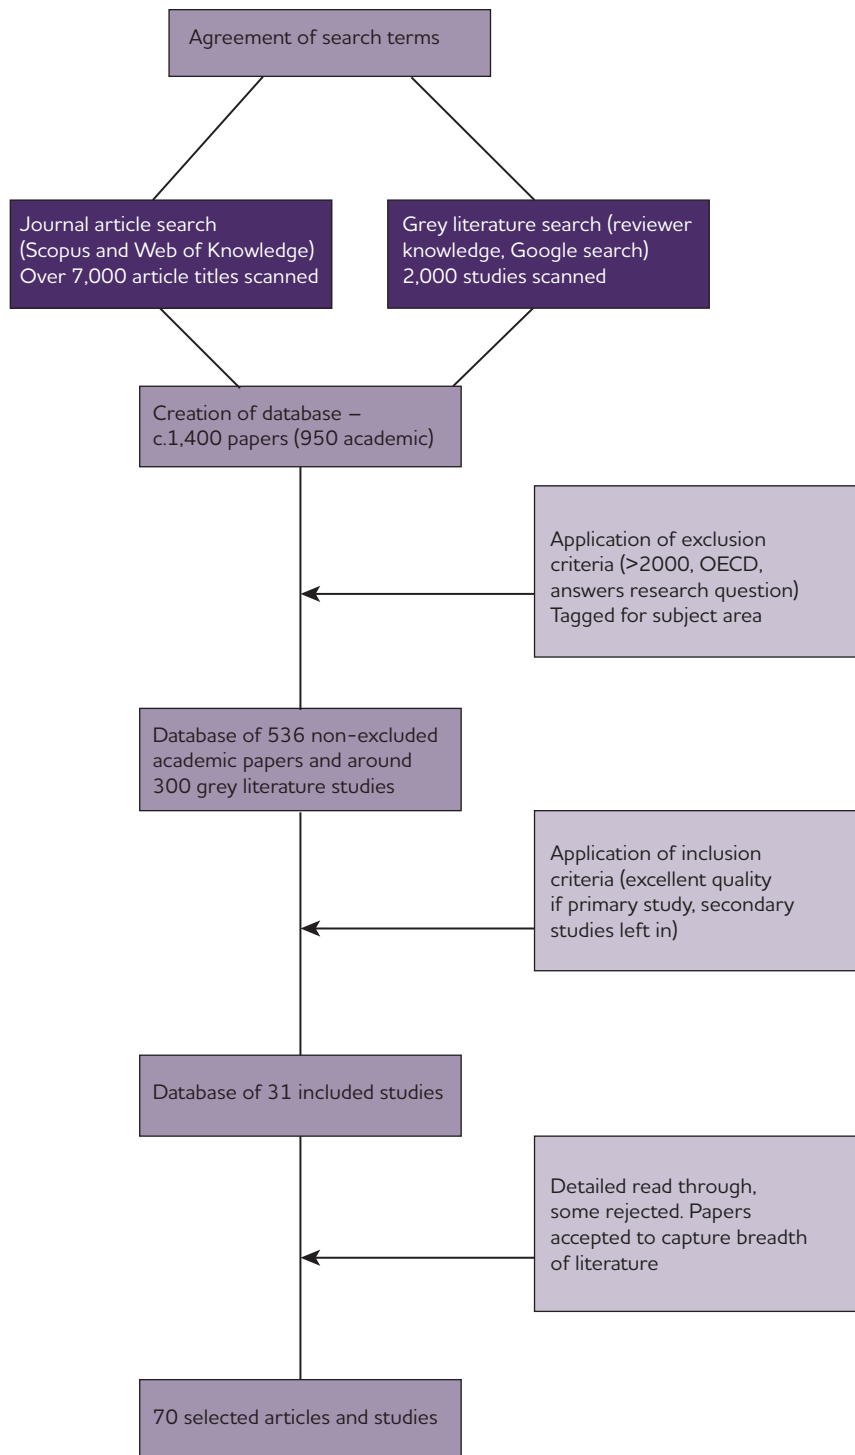 Agreement of search terms
Journal article search
(Scopus and Web of Knowledge)
Over 7,000 article titles scanned
Grey literature search (reviewer
knowledge, Google search)
2,000 studies scanned
Creation of database –
c.1,400 papers (950 academic)
Application of exclusion
criteria (>2000, OECD,
answers research question)
Tagged for subject area
Database of 536 non-excluded
academic papers and around
300 grey literature studies
Application of inclusion
criteria (excellent quality
if primary study, secondary
studies left in)
Database of 31 included studies
Detailed read through,
some rejected. Papers
accepted to capture breadth
of literature
70 selected articles and studies